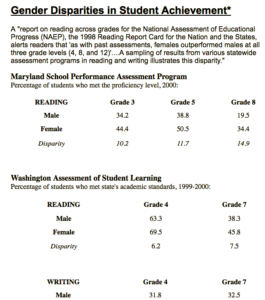 Gender Disparities in Student Achievement*
A "report on reading across grades for the National Assessment of Educational
Progress (NAEP), the 1998 Reading Report Card for the Nation and the States,
alerts readers that 'as with past assessments, females outperformed males at all
three grade levels (4, 8, and 12)'....A sampling of results from various statewide
assessment programs in reading and writing illustrates this disparity."
Maryland School Performance Assessment Program
Percentage of students who met the proficiency level, 2000:
READING Grade 3 Grade 5 Grade 8
Male 34.2 38.8 19.5
Female 44.4 50.5 34.4
Disparity 10.2 11.7 14.9
Washington Assessment of Student Learning
Percentage of students who met state's academic standards, 1999-2000:
READING Grade 4 Grade 7
Male 63.3 38.3
Female 69.5 45.8
Disparity 6.2 7.5
WRITING Grade 4 Grade 7
Male 31.8 32.5